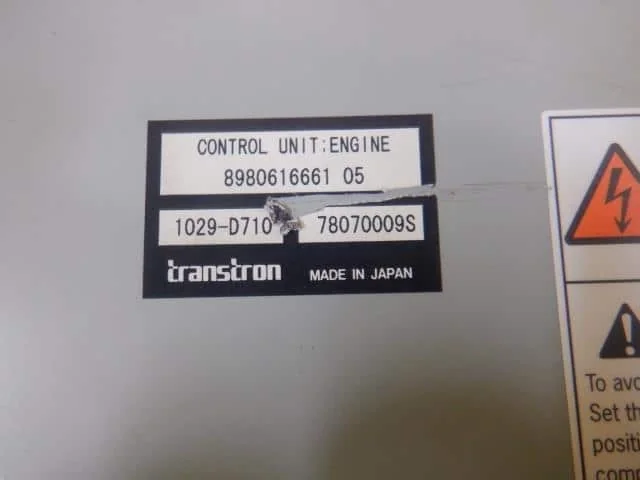 CONTROL UNIT:ENGINE
8980616661 05
1029-D710 78070009S
transtron MADE IN JAPAN
To avo
Set th
positi
comp